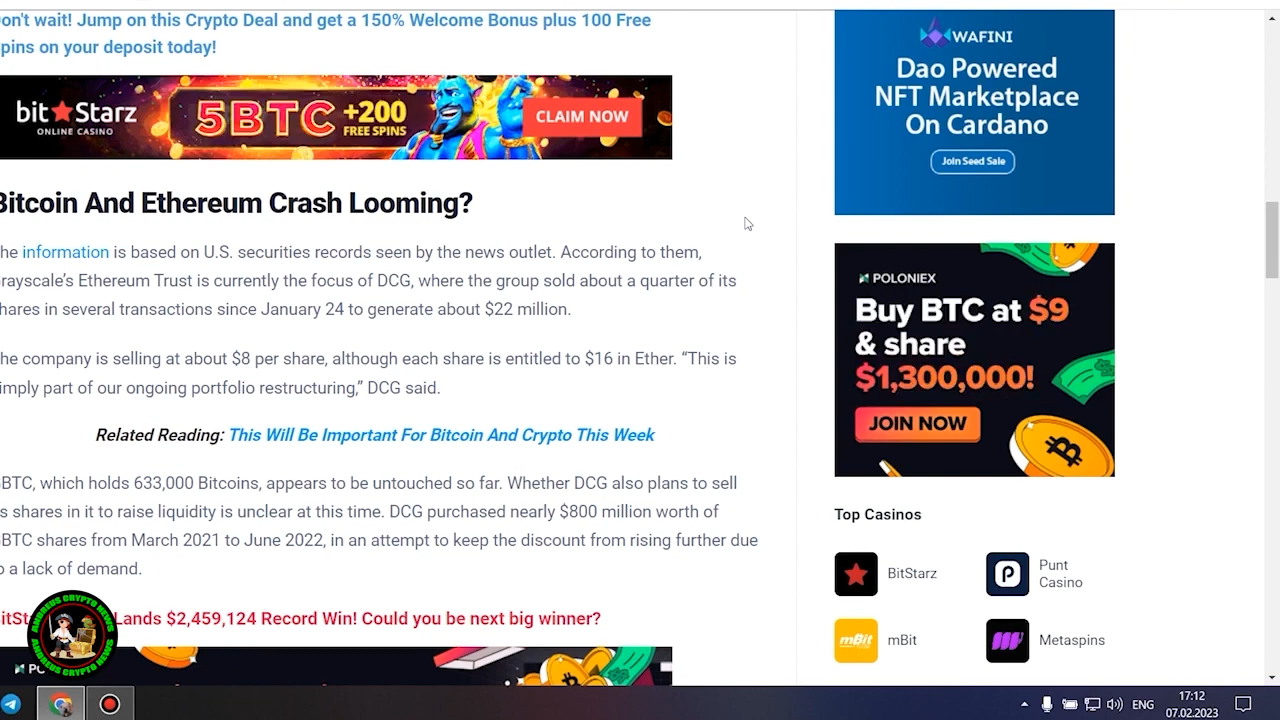 on't wait! Jump on this Crypto Deal and get a 150% Welcome Bonus plus 100 Free
pins on your deposit today!
bit Starz
ONLINE CASINO
5BTC +200
FREE SPINS
CLAIM NOW
Bitcoin And Ethereum Crash Looming?
he information is based on U.S. securities records seen by the news outlet. According to them,
rayscale's Ethereum Trust is currently the focus of DCG, where the group sold about a quarter of its
hares in several transactions since January 24 to generate about $22 million.
he company is selling at about $8 per share, although each share is entitled to $16 in Ether. “This is
imply part of our ongoing portfolio restructuring,” DCG said.
Related Reading: This Will Be Important For Bitcoin And Crypto This Week
BTC, which holds 633,000 Bitcoins, appears to be untouched so far. Whether DCG also plans to sell
s shares in it to raise liquidity is unclear at this time. DCG purchased nearly $800 million worth of
BTC shares from March 2021 to June 2022, in an attempt to keep the discount from rising further due
o a lack of demand.
itSt Lands $2,459,124 Record Win! Could you be next big winner?
WAFINI
Dao Powered
NFT Marketplace
On Cardano
Join Seed Sale
POLONIEX
Buy BTC at $9
& share
$1,300,000!
JOIN NOW
Top Casinos
BitStarz
Punt
Casino
mBit
mBit
Metaspins
ANDREUS CRYPTO NEWS
ANDREUS CRYPTO NEWS
ENG
17:12
07.02.2023